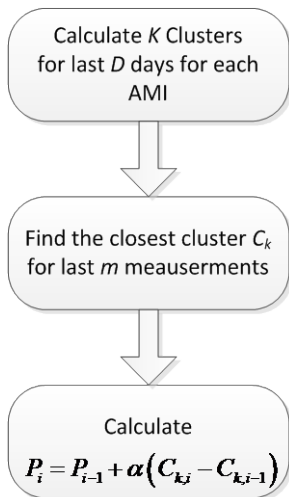 Calculate K Clusters
for last D days for each
AMI
Find the closest cluster Cₖ
for last m meauserments
Calculate
Pᵢ = Pᵢ₋₁ + α(Cₖ,ᵢ − Cₖ,ᵢ₋₁)